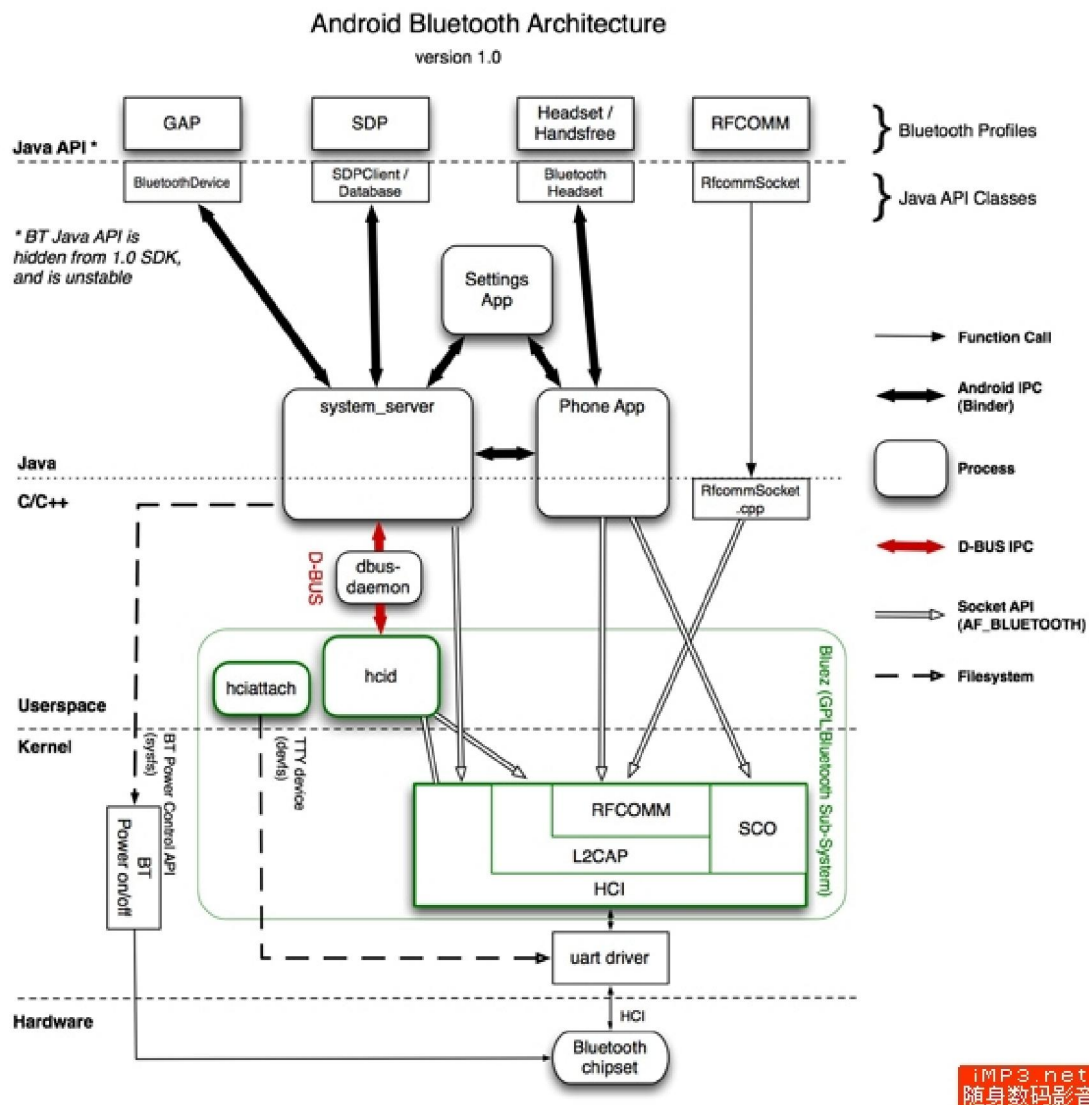 Android Bluetooth Architecture
version 1.0
GAP
SDP
Headset /
Handsfree
RFCOMM
Bluetooth Profiles
Java API *
BluetoothDevice
SDPClient /
Database
Bluetooth
Headset
RfcommSocket
Java API Classes
* BT Java API is
hidden from 1.0 SDK,
and is unstable
Settings
App
Function Call
system_server
Phone App
Android IPC
(Binder)
Java
Process
C/C++
RfcommSocket
.cpp
D-BUS
dbus-
daemon
D-BUS IPC
Socket API
(AF_BLUETOOTH)
Bluez (GPL Bluetooth Sub-System)
hciattach
hcid
Filesystem
Userspace
Kernel
BT Power Control API
(sysfs)
TTY device
(devfs)
BT
Power on/off
RFCOMM
SCO
L2CAP
HCI
uart driver
Hardware
HCI
Bluetooth
chipset
iMP3.net
随身数码影音